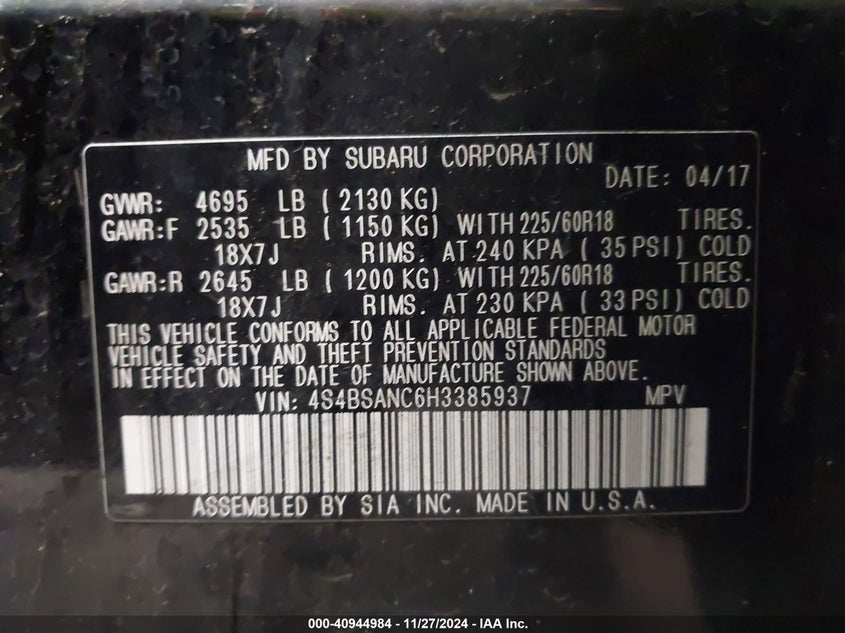 MFD BY SUBARU CORPORATION
DATE: 04/17
GVWR: 4695 LB ( 2130 KG)
GAWR:F 2535 LB ( 1150 KG) WITH 225/60R18 TIRES.
18X7J RIMS. AT 240 KPA ( 35 PSI) COLD
GAWR:R 2645 LB ( 1200 KG) WITH 225/60R18 TIRES.
18X7J RIMS. AT 230 KPA ( 33 PSI) COLD
THIS VEHICLE CONFORMS TO ALL APPLICABLE FEDERAL MOTOR
VEHICLE SAFETY AND THEFT PREVENTION STANDARDS
IN EFFECT ON THE DATE OF MANUFACTURE SHOWN ABOVE.
VIN: 4S4BSANC6H3385937 MPV
ASSEMBLED BY SIA INC. MADE IN U.S.A.
000-40944984 - 11/27/2024 - IAA Inc.